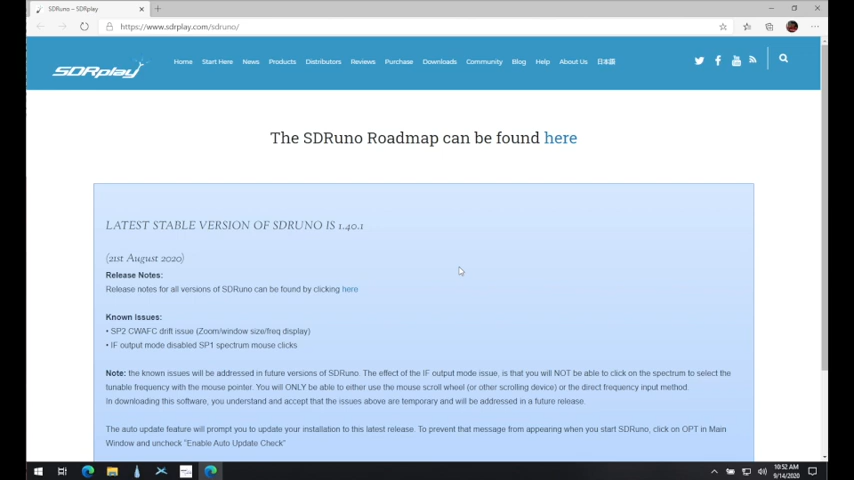 SDRuno – SDRplay
https://www.sdrplay.com/sdruno/
SDRplay
Home Start Here News Products Distributors Reviews Purchase Downloads Community Blog Help About Us 日本語
The SDRuno Roadmap can be found here
LATEST STABLE VERSION OF SDRUNO IS 1.40.1
(21st August 2020)
Release Notes:
Release notes for all versions of SDRuno can be found by clicking here
Known Issues:
• SP2 CWAFC drift issue (Zoom/window size/freq display)
• IF output mode disabled SP1 spectrum mouse clicks
Note: the known issues will be addressed in future versions of SDRuno. The effect of the IF output mode issue, is that you will NOT be able to click on the spectrum to select the
tunable frequency with the mouse pointer. You will ONLY be able to either use the mouse scroll wheel (or other scrolling device) or the direct frequency input method.
In downloading this software, you understand and accept that the issues above are temporary and will be addressed in a future release.
The auto update feature will prompt you to update your installation to this latest release. To prevent that message from appearing when you start SDRuno, click on OPT in Main
Window and uncheck "Enable Auto Update Check"
10:52 AM
9/14/2020